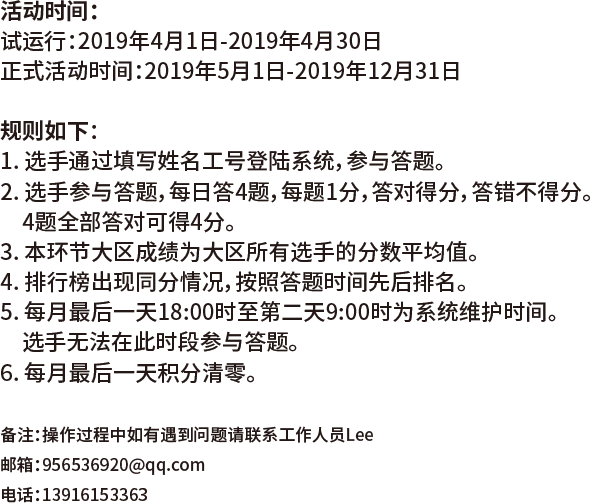 活动时间：
试运行：2019年4月1日-2019年4月30日
正式活动时间：2019年5月1日-2019年12月31日
规则如下：
1. 选手通过填写姓名工号登陆系统，参与答题。
2. 选手参与答题，每日答4题，每题1分，答对得分，答错不得分。
4题全部答对可得4分。
3. 本环节大区成绩为大区所有选手的分数平均值。
4. 排行榜出现同分情况，按照答题时间先后排名。
5. 每月最后一天18:00时至第二天9:00时为系统维护时间。
选手无法在此时段参与答题。
6. 每月最后一天积分清零。
备注：操作过程中如有遇到问题请联系工作人员Lee
邮箱：956536920@qq.com
电话：13916153363